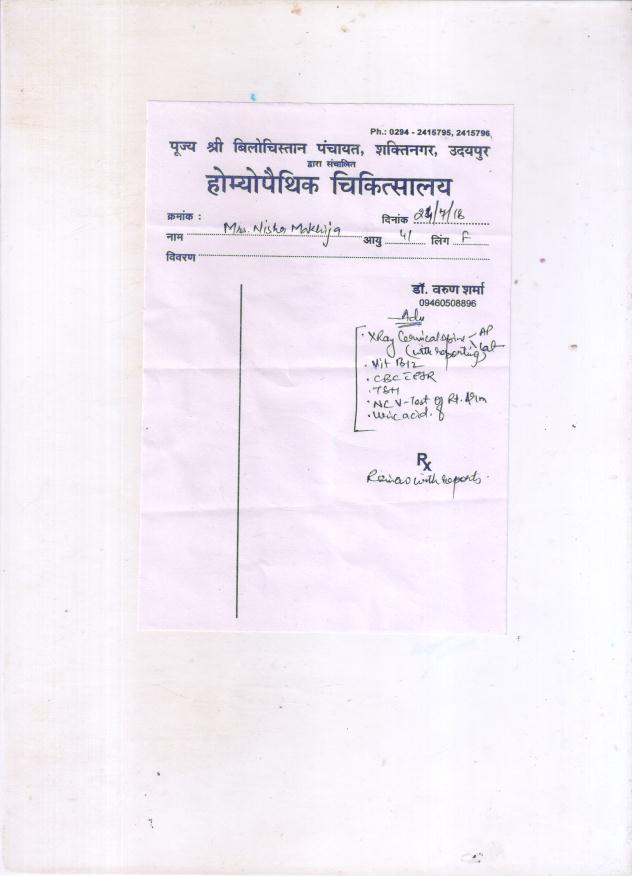 Ph.: 0294 - 2415795, 2415796,
पूज्य श्री बिलोचिस्तान पंचायत, शक्तिनगर, उदयपुर
द्वारा संचालित
होम्योपैथिक चिकित्सालय
क्रमांक :
दिनांक 24/7/18
नाम Mrs. Nisha Makhija आयु 41 लिंग F
विवरण
डॉ. वरुण शर्मा
09460508896
Adv
• XRay Cervical Spine AP
(with reporting) Lat
• Vit B12
• CBC ESR
• TSH
• NCV-Test of Rt. Arm
• Uric acid.
Rx
Review with reports.